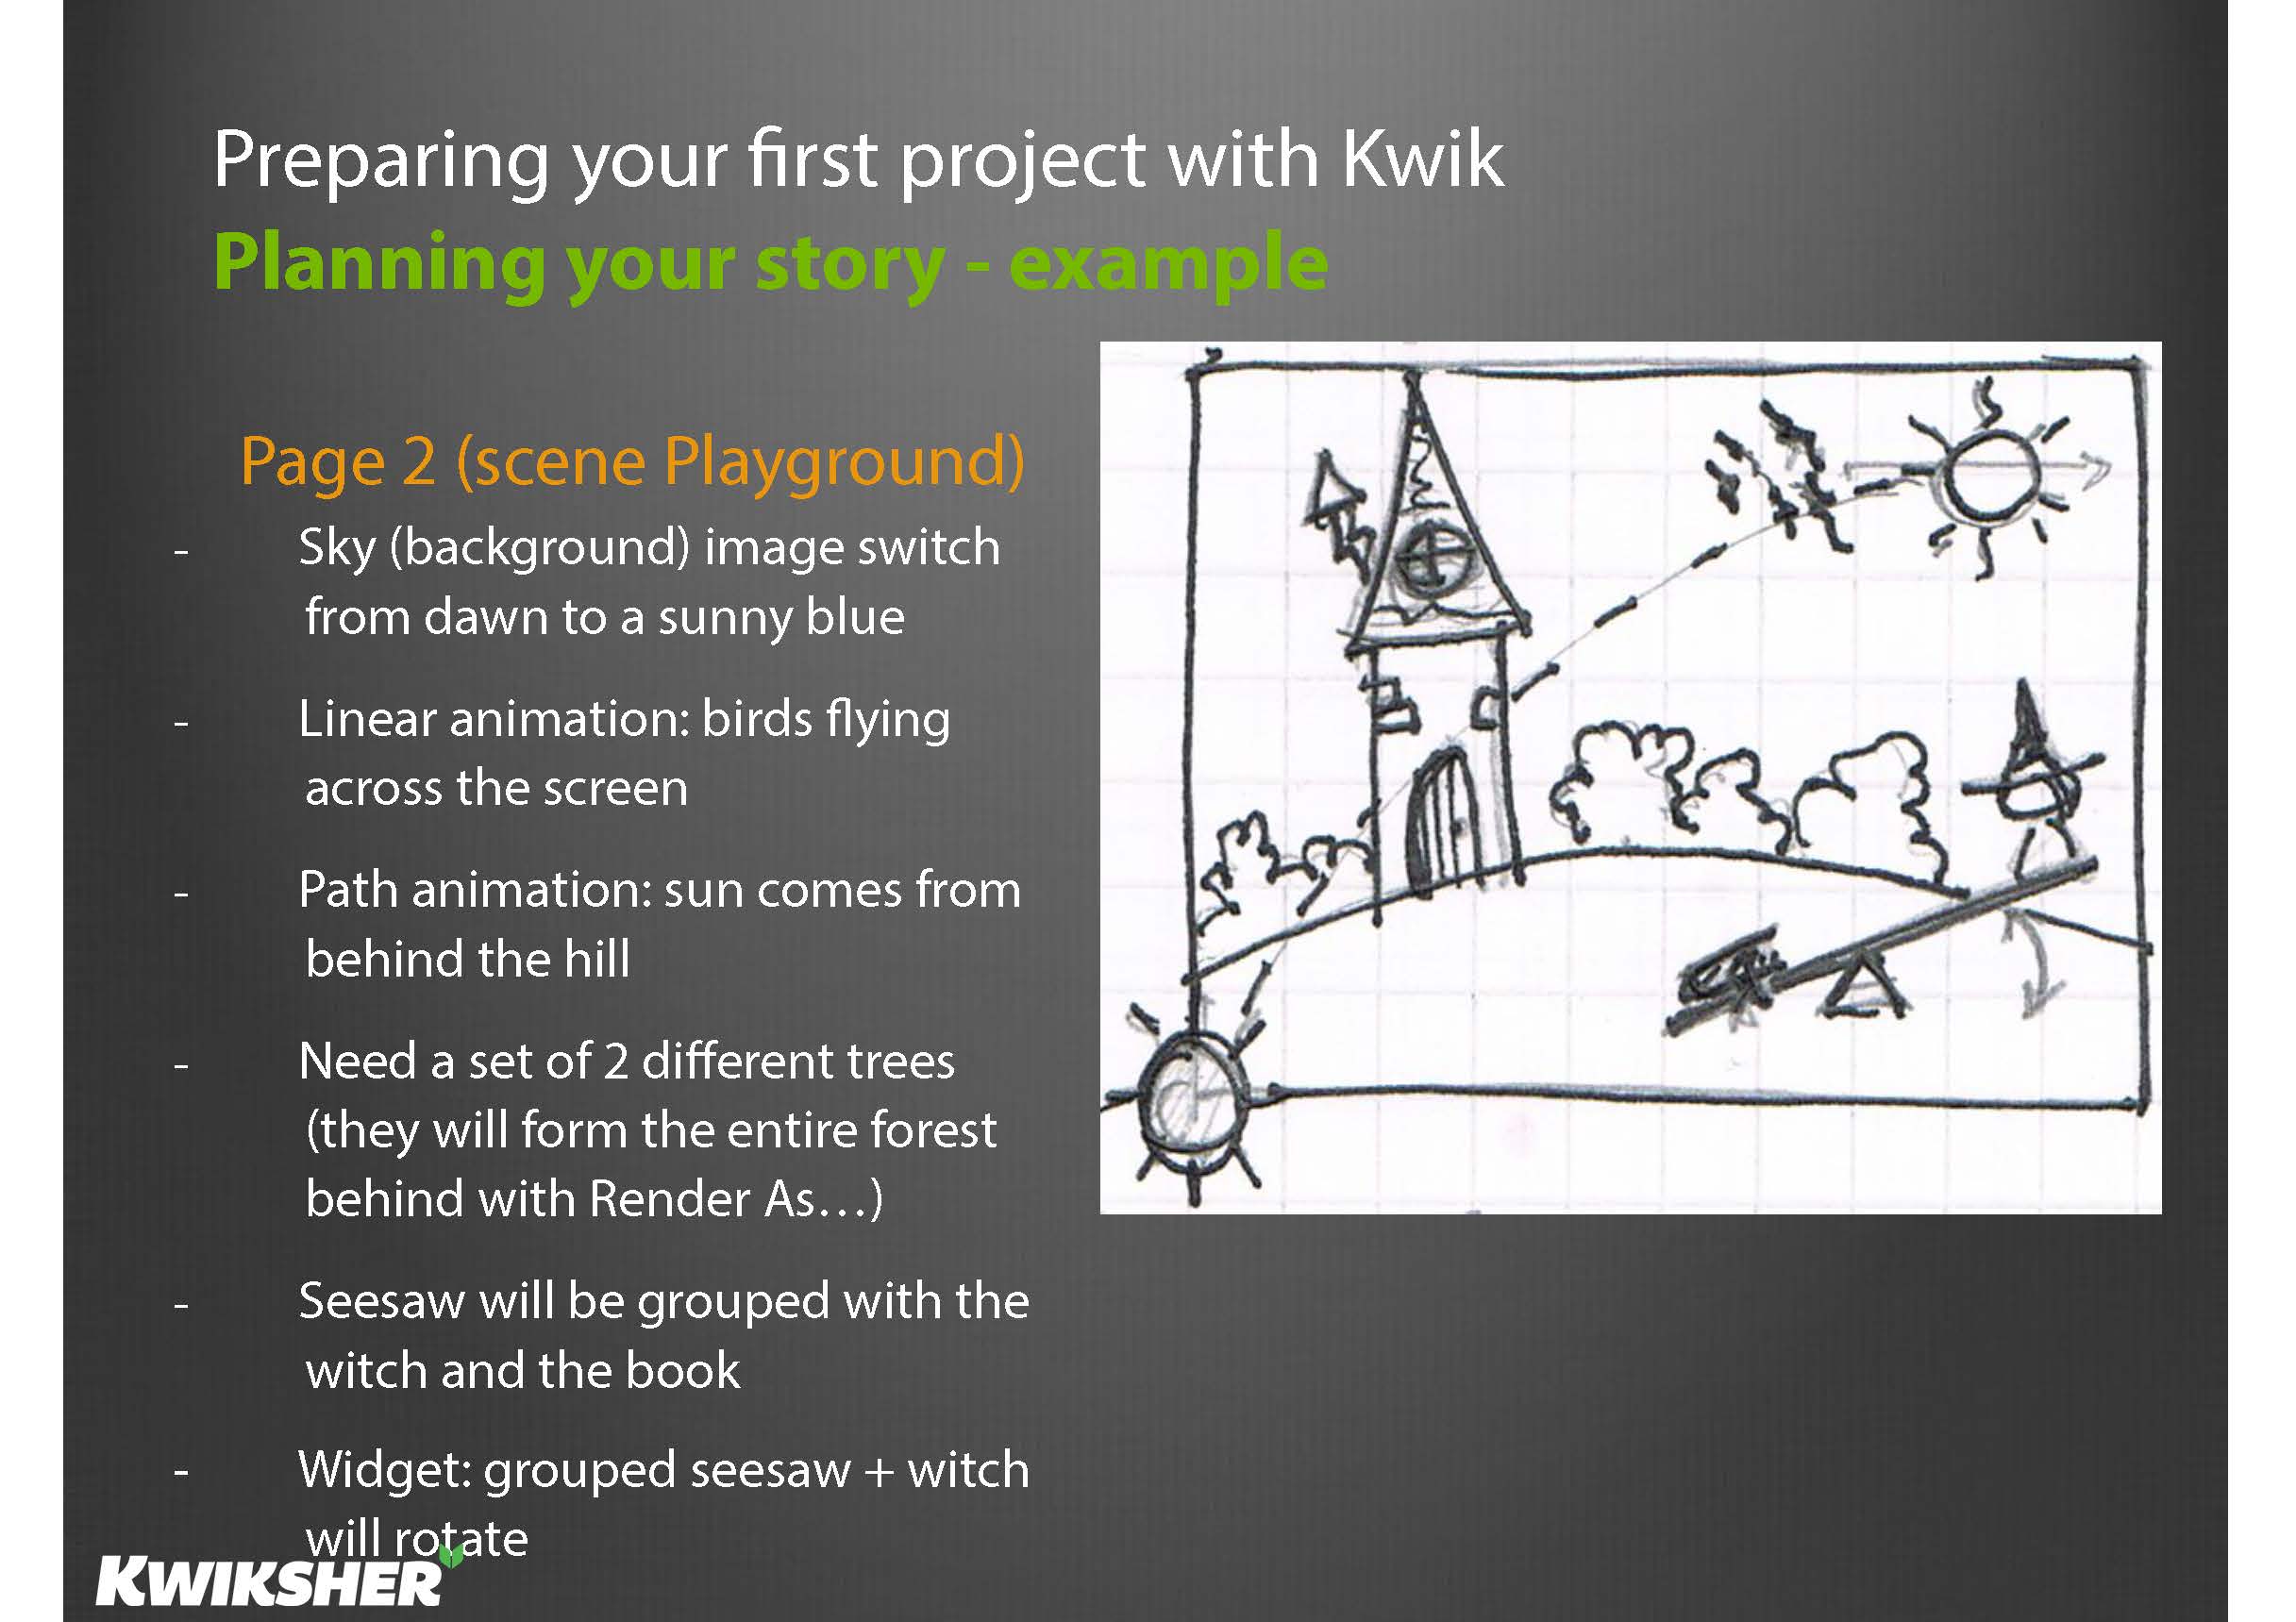 Preparing your first project with Kwik
Planning your story - example
Page 2 (scene Playground)
- Sky (background) image switch
from dawn to a sunny blue
- Linear animation: birds flying
across the screen
- Path animation: sun comes from
behind the hill
- Need a set of 2 different trees
(they will form the entire forest
behind with Render As…)
- Seesaw will be grouped with the
witch and the book
- Widget: grouped seesaw + witch
will rotate
KWIKSHER